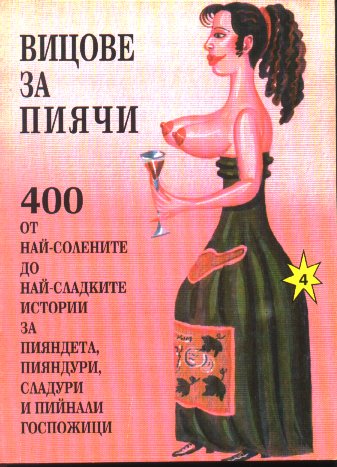 ВИЦОВЕ
ЗА
ПИЯЧИ
400
ОТ
НАЙ-СОЛЕНИТЕ
ДО
НАЙ-СЛАДКИТЕ
ИСТОРИИ
ЗА
ПИЯНДЕТА,
ПИЯНДУРИ,
СЛАДУРИ
И ПИЙНАЛИ
ГОСПОЖИЦИ
4